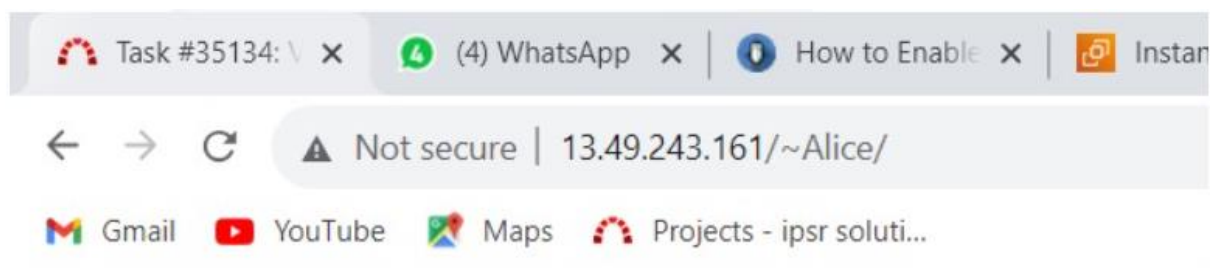 Task #35134: V (4) WhatsApp How to Enable Instan
Not secure | 13.49.243.161/~Alice/
Gmail YouTube Maps Projects - ipsr soluti...